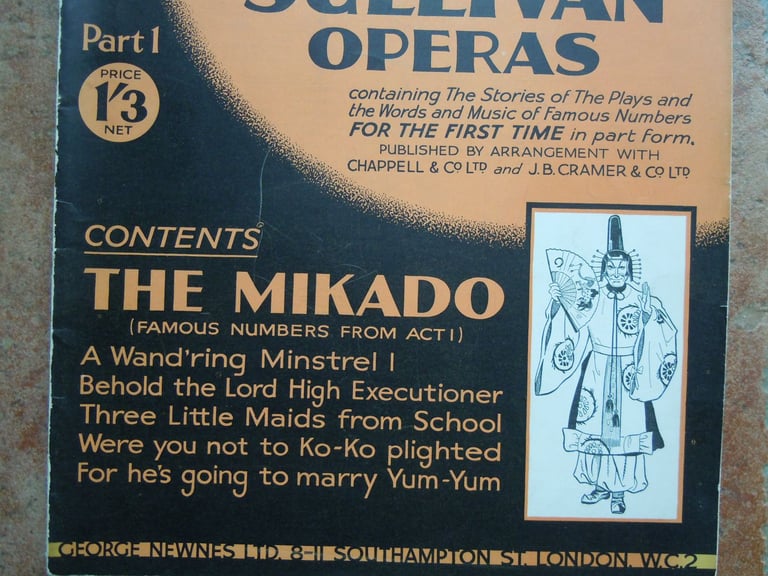 SULLIVAN
Part 1
OPERAS
PRICE
1/3
NET
containing The Stories of The Plays and
the Words and Music of Famous Numbers
FOR THE FIRST TIME in part form.
PUBLISHED BY ARRANGEMENT WITH
CHAPPELL & CO LTD and J.B. CRAMER & CO LTD
CONTENTS
THE MIKADO
(FAMOUS NUMBERS FROM ACT I)
A Wand'ring Minstrel I
Behold the Lord High Executioner
Three Little Maids from School
Were you not to Ko-Ko plighted
For he's going to marry Yum-Yum
GEORGE NEWNES LTD. 8-11 SOUTHAMPTON ST. LONDON. W.C.2